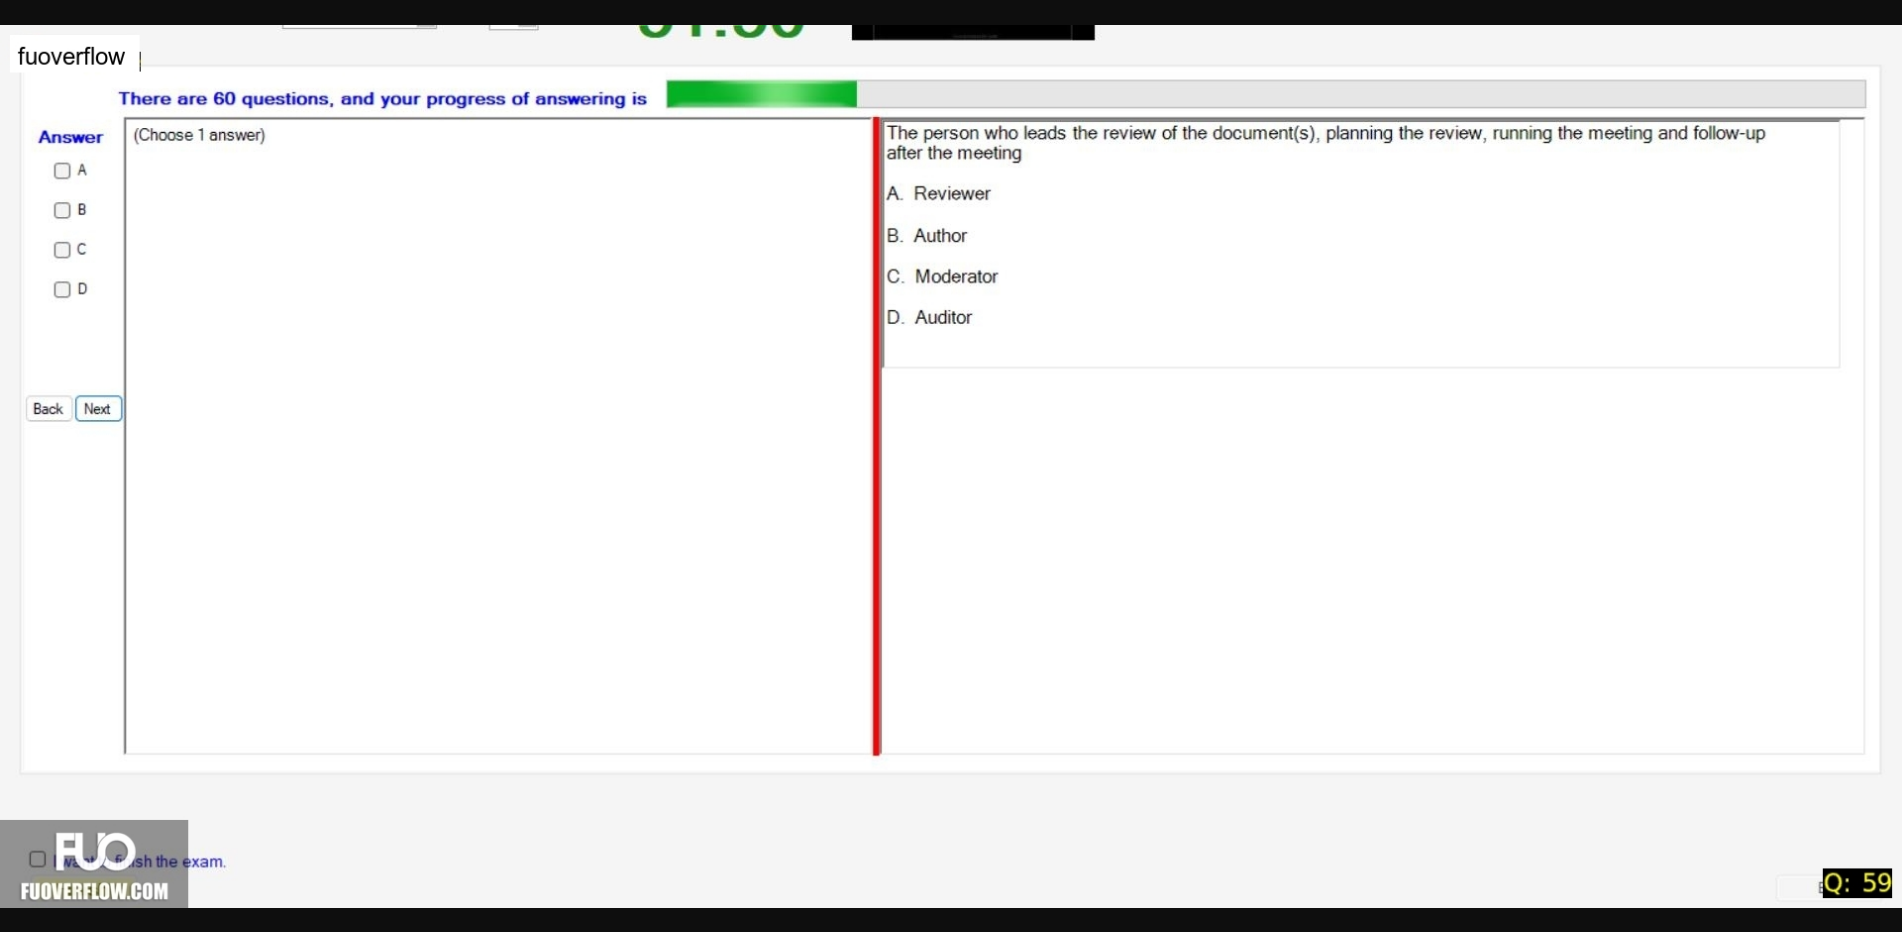 fuoverflow
There are 60 questions, and your progress of answering is
Answer
(Choose 1 answer)
A
B
C
D
Back Next
The person who leads the review of the document(s), planning the review, running the meeting and follow-up
after the meeting
A. Reviewer
B. Author
C. Moderator
D. Auditor
FUO
the exam.
FUOVERFLOW.COM
Q: 59